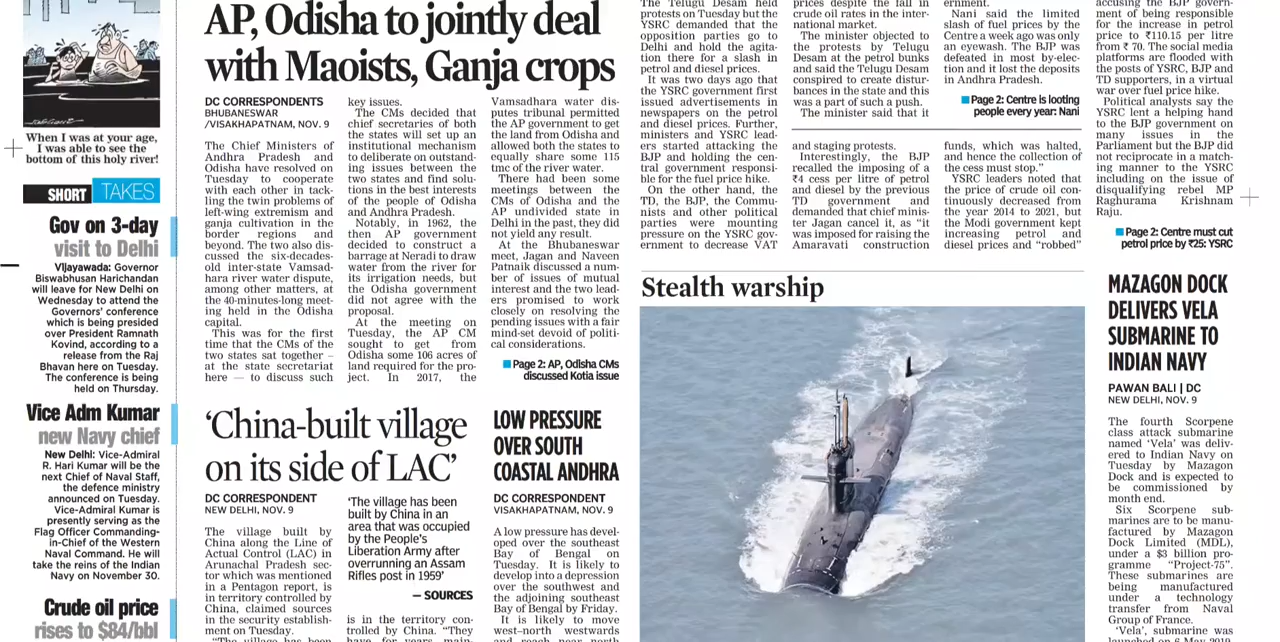 When I was at your age,
I was able to see the
bottom of this holy river!
SHORT TAKES
Gov on 3-day
visit to Delhi
Vijayawada: Governor
Biswabhusan Harichandan
will leave for New Delhi on
Wednesday to attend the
Governors' conference
which is being presided
over President Ramnath
Kovind, according to a
release from the Raj
Bhavan here on Tuesday.
The conference is being
held on Thursday.
Vice Adm Kumar
new Navy chief
New Delhi: Vice-Admiral
R. Hari Kumar will be the
next Chief of Naval Staff,
the defence ministry
announced on Tuesday.
Vice-Admiral Kumar is
presently serving as the
Flag Officer Commanding-
in-Chief of the Western
Naval Command. He will
take the reins of the Indian
Navy on November 30.
Crude oil price
rises to $84/bbl
AP, Odisha to jointly deal
with Maoists, Ganja crops
DC CORRESPONDENTS
BHUBANESWAR
/VISAKHAPATNAM, NOV. 9
The Chief Ministers of
Andhra Pradesh and
Odisha have resolved on
Tuesday to cooperate
with each other in tack-
ling the twin problems of
left-wing extremism and
ganja cultivation in the
border regions and
beyond. The two also dis-
cussed the six-decades-
old inter-state Vamsad-
hara river water dispute,
among other matters, at
the 40-minutes-long meet-
ing held in the Odisha
capital.
This was for the first
time that the CMs of the
two states sat together –
at the state secretariat
here — to discuss such
key issues.
The CMs decided that
chief secretaries of both
the states will set up an
institutional mechanism
to deliberate on outstand-
ing issues between the
two states and find solu-
tions in the best interests
of the people of Odisha
and Andhra Pradesh.
Notably, in 1962, the
then AP government
decided to construct a
barrage at Neradi to draw
water from the river for
its irrigation needs, but
the Odisha government
did not agree with the
proposal.
At the meeting on
Tuesday, the AP CM
sought to get from
Odisha some 106 acres of
land required for the pro-
ject. In 2017, the
Vamsadhara water dis-
putes tribunal permitted
the AP government to get
the land from Odisha and
allowed both the states to
equally share some 115
tmc of the river water.
There had been some
meetings between the
CMs of Odisha and the
AP undivided state in
Delhi in the past, they did
not yield any result.
At the Bhubaneswar
meet, Jagan and Naveen
Patnaik discussed a num-
ber of issues of mutual
interest and the two lead-
ers promised to work
closely on resolving the
pending issues with a fair
mind-set devoid of politi-
cal considerations.
Page 2: AP, Odisha CMs
discussed Kotia issue
'China-built village
on its side of LAC'
DC CORRESPONDENT
NEW DELHI, NOV. 9
The village built by
China along the Line of
Actual Control (LAC) in
Arunachal Pradesh sec-
tor which was mentioned
in a Pentagon report, is
in territory controlled by
China, claimed sources
in the security establish-
ment on Tuesday.
"The village has been
'The village has been
built by China in an
area that was occupied
by the People's
Liberation Army after
overrunning an Assam
Rifles post in 1959'
— SOURCES
is in the territory con-
trolled by China. "They
have for years main-
LOW PRESSURE
OVER SOUTH
COASTAL ANDHRA
DC CORRESPONDENT
VISAKHAPATNAM, NOV. 9
A low pressure has devel-
oped over the southeast
Bay of Bengal on
Tuesday. It is likely to
develop into a depression
over the southwest and
the adjoining southeast
Bay of Bengal by Friday.
It is likely to move
west–north westwards
and reach near north
The Telugu Desam held
protests on Tuesday but the
YSRC demanded that the
opposition parties go to
Delhi and hold the agita-
tion there for a slash in
petrol and diesel prices.
It was two days ago that
the YSRC government first
issued advertisements in
newspapers on the petrol
and diesel prices. Further,
ministers and YSRC lead-
ers started attacking the
BJP and holding the cen-
tral government responsi-
ble for the fuel price hike.
On the other hand, the
TD, the BJP, the Commu-
nists and other political
parties were mounting
pressure on the YSRC gov-
ernment to decrease VAT
prices despite the fall in
crude oil rates in the inter-
national market.
The minister objected to
the protests by Telugu
Desam at the petrol bunks
and said the Telugu Desam
conspired to create distur-
bances in the state and this
was a part of such a push.
The minister said that it
ernment.
Nani said the limited
slash of fuel prices by the
Centre a week ago was only
an eyewash. The BJP was
defeated in most by-elec-
tion and it lost the deposits
in Andhra Pradesh.
Page 2: Centre is looting
people every year: Nani
and staging protests.
Interestingly, the BJP
recalled the imposing of a
₹4 cess per litre of petrol
and diesel by the previous
TD government and
demanded that chief minis-
ter Jagan cancel it, as "it
was imposed for raising the
Amaravati construction
funds, which was halted,
and hence the collection of
the cess must stop."
YSRC leaders noted that
the price of crude oil con-
tinuously decreased from
the year 2014 to 2021, but
the Modi government kept
increasing petrol and
diesel prices and "robbed"
accusing the BJP govern-
ment of being responsible
for the increase in petrol
price to ₹110.15 per litre
from ₹ 70. The social media
platforms are flooded with
the posts of YSRC, BJP and
TD supporters, in a virtual
war over fuel price hike.
Political analysts say the
YSRC lent a helping hand
to the BJP government on
many issues in the
Parliament but the BJP did
not reciprocate in a match-
ing manner to the YSRC
including on the issue of
disqualifying rebel MP
Raghurama Krishnam
Raju.
Page 2: Centre must cut
petrol price by ₹25: YSRC
Stealth warship
MAZAGON DOCK
DELIVERS VELA
SUBMARINE TO
INDIAN NAVY
PAWAN BALI | DC
NEW DELHI, NOV. 9
The fourth Scorpene
class attack submarine
named 'Vela' was deliv-
ered to Indian Navy on
Tuesday by Mazagon
Dock and is expected to
be commissioned by
month end.
Six Scorpene sub-
marines are to be manu-
factured by Mazagon
Dock Limited (MDL),
under a $3 billion pro-
gramme "Project-75".
These submarines are
being manufactured
under a technology
transfer from Naval
Group of France.
'Vela', submarine was
launched on 6 May 2019,